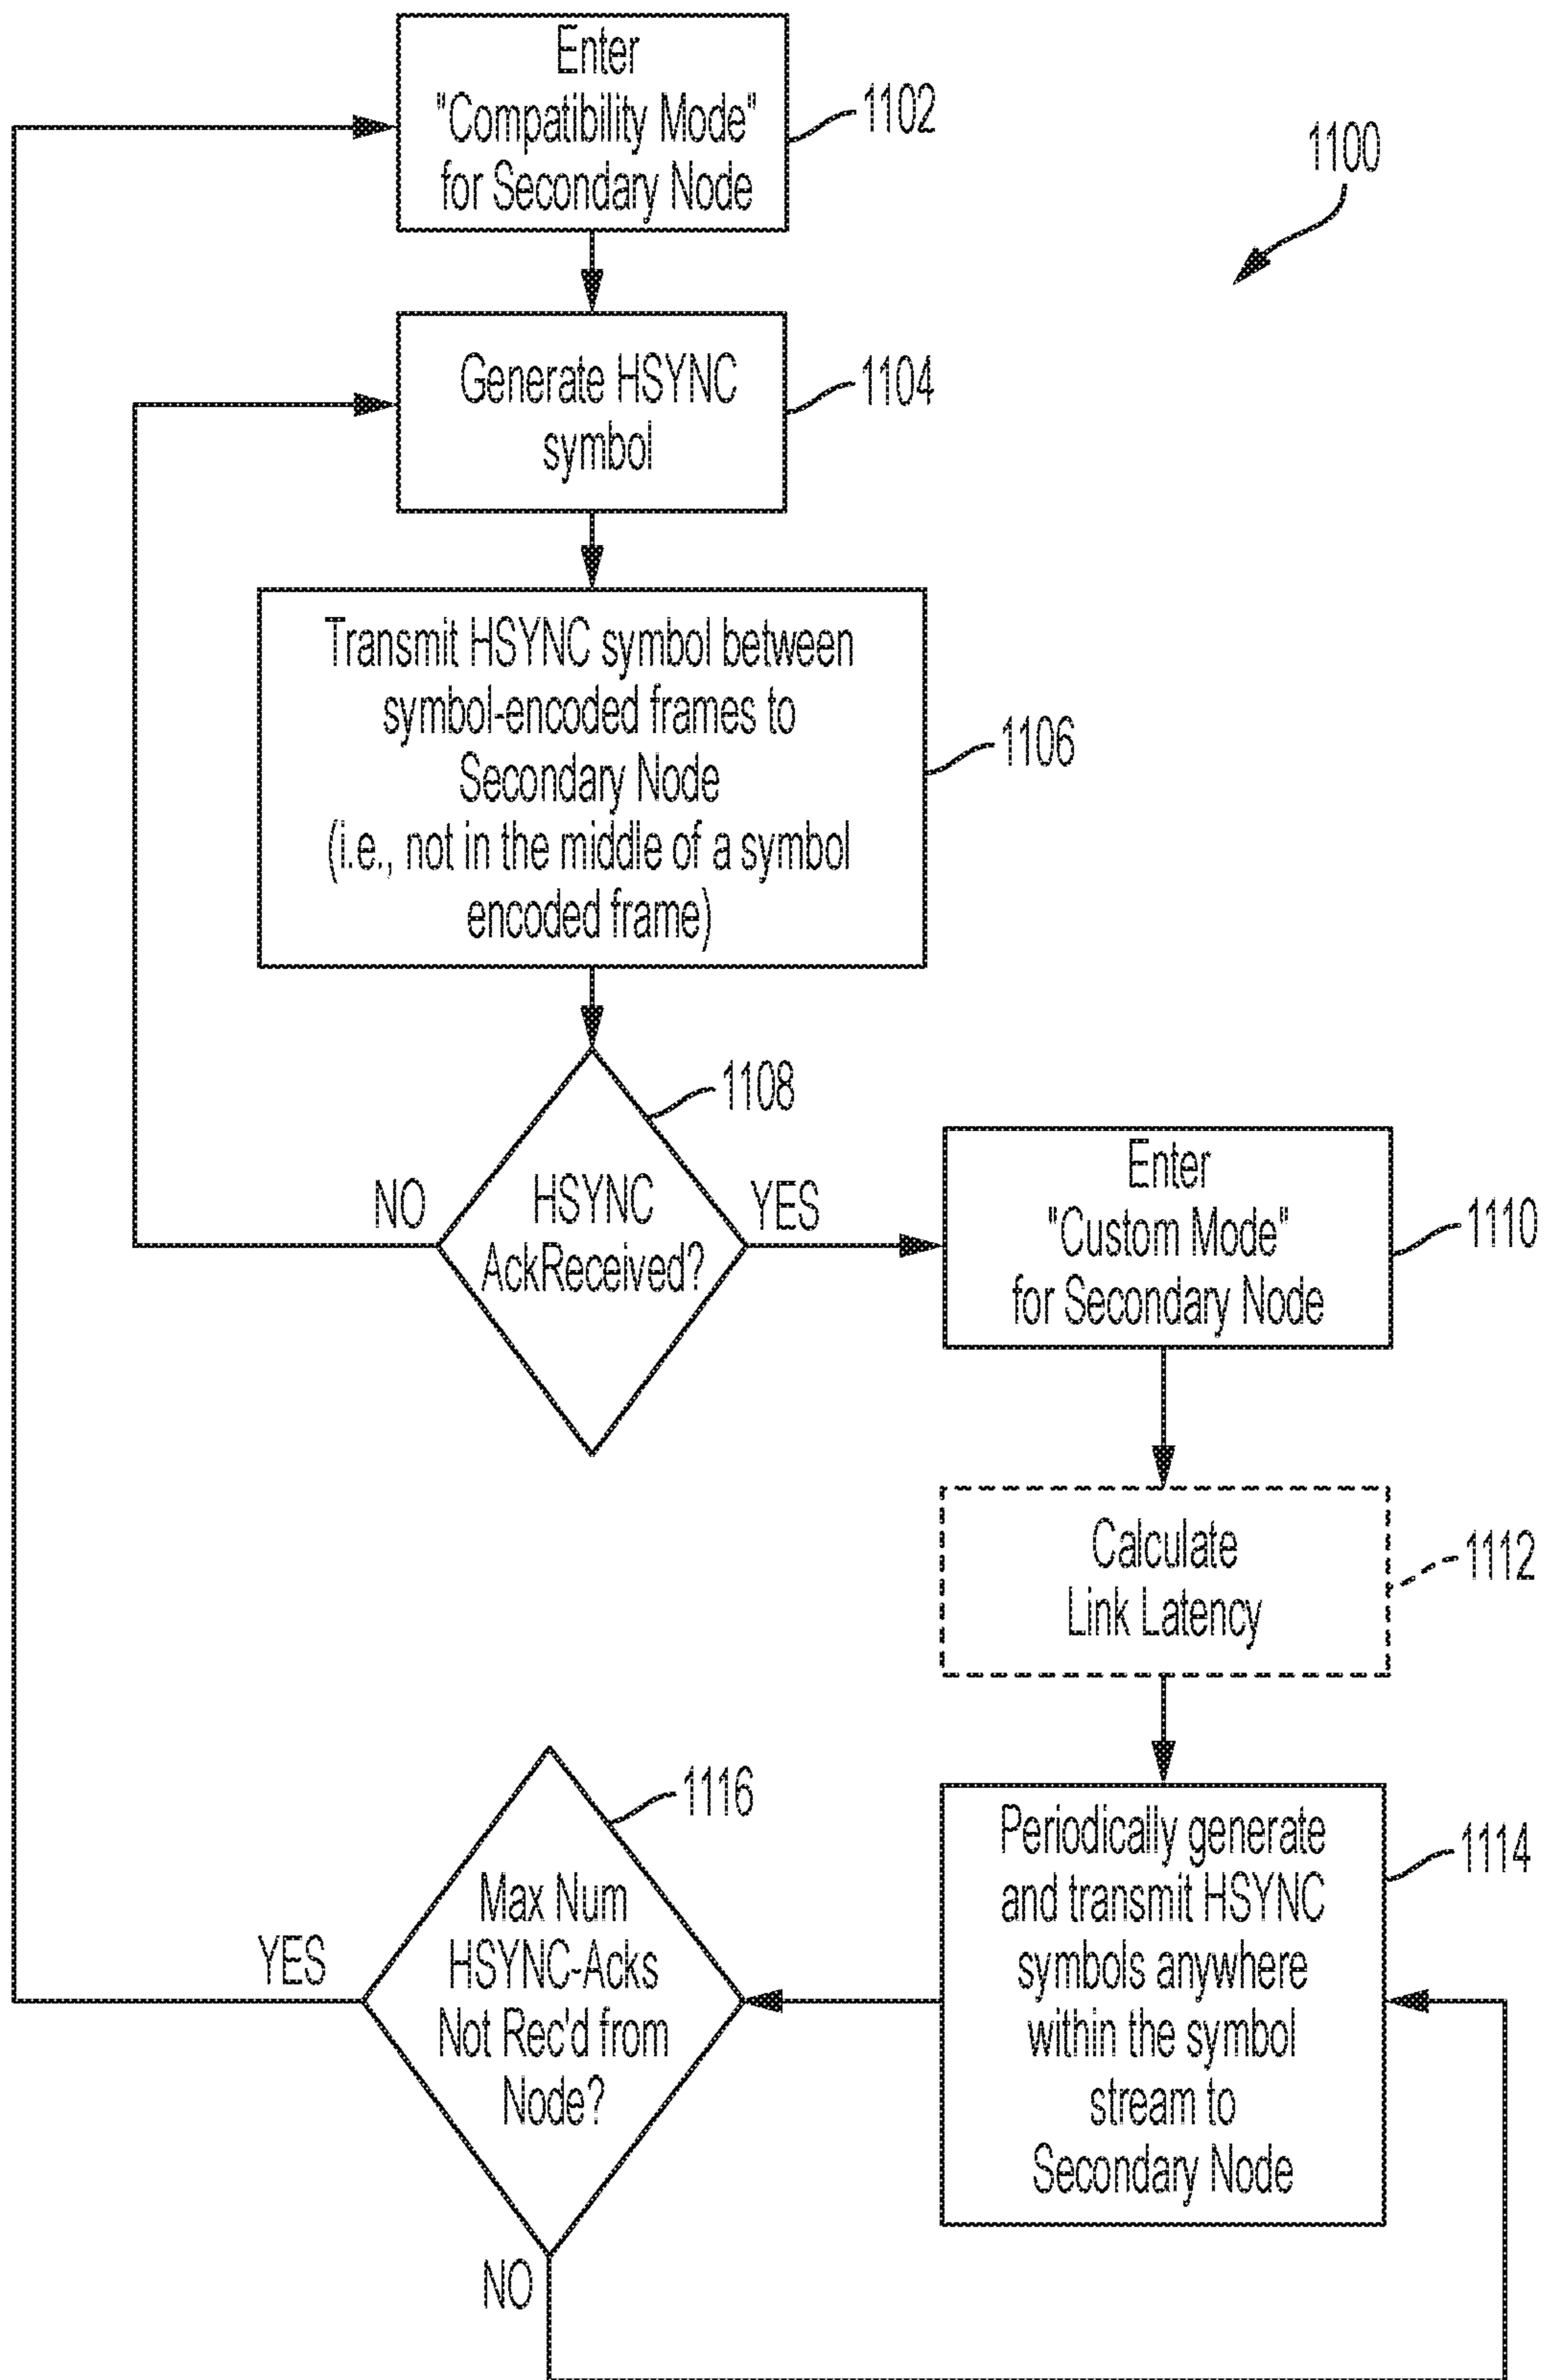 Enter
"Compatibility Mode"
for Secondary Node
1102
1100
Generate HSYNC
symbol
1104
Transmit HSYNC symbol between
symbol-encoded frames to
Secondary Node
(i.e., not in the middle of a symbol
encoded frame)
1106
1108
HSYNC
AckReceived?
NO
YES
Enter
"Custom Mode"
for Secondary Node
1110
Calculate
Link Latency
1112
Periodically generate
and transmit HSYNC
symbols anywhere
within the symbol
stream to
Secondary Node
1114
1116
Max Num
HSYNC-Acks
Not Rec'd from
Node?
YES
NO